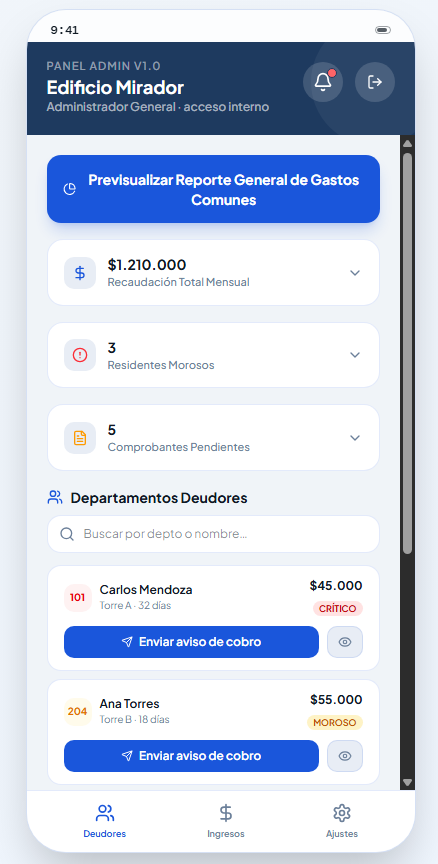 9:41
PANEL ADMIN V1.0
Edificio Mirador
Administrador General · acceso interno
Previsualizar Reporte General de Gastos
Comunes
$1.210.000
Recaudación Total Mensual
3
Residentes Morosos
5
Comprobantes Pendientes
Departamentos Deudores
Buscar por depto o nombre...
101
Carlos Mendoza
Torre A · 32 días
$45.000
CRÍTICO
Enviar aviso de cobro
204
Ana Torres
Torre B · 18 días
$55.000
MOROSO
Enviar aviso de cobro
Deudores
Ingresos
Ajustes